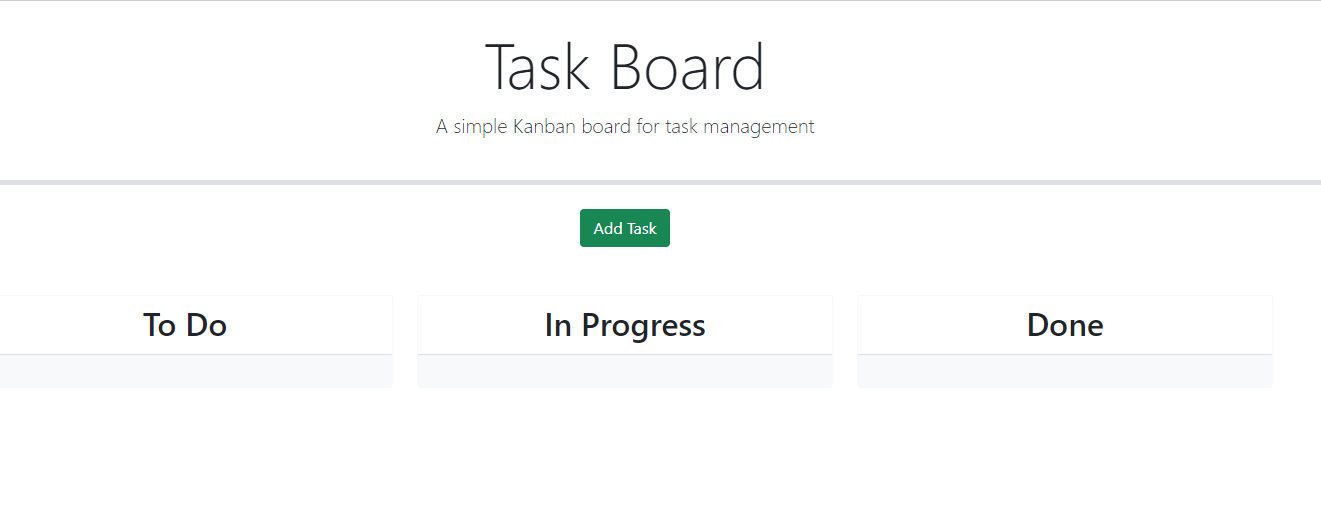 Task Board
A simple Kanban board for task management
Add Task
To Do
In Progress
Done